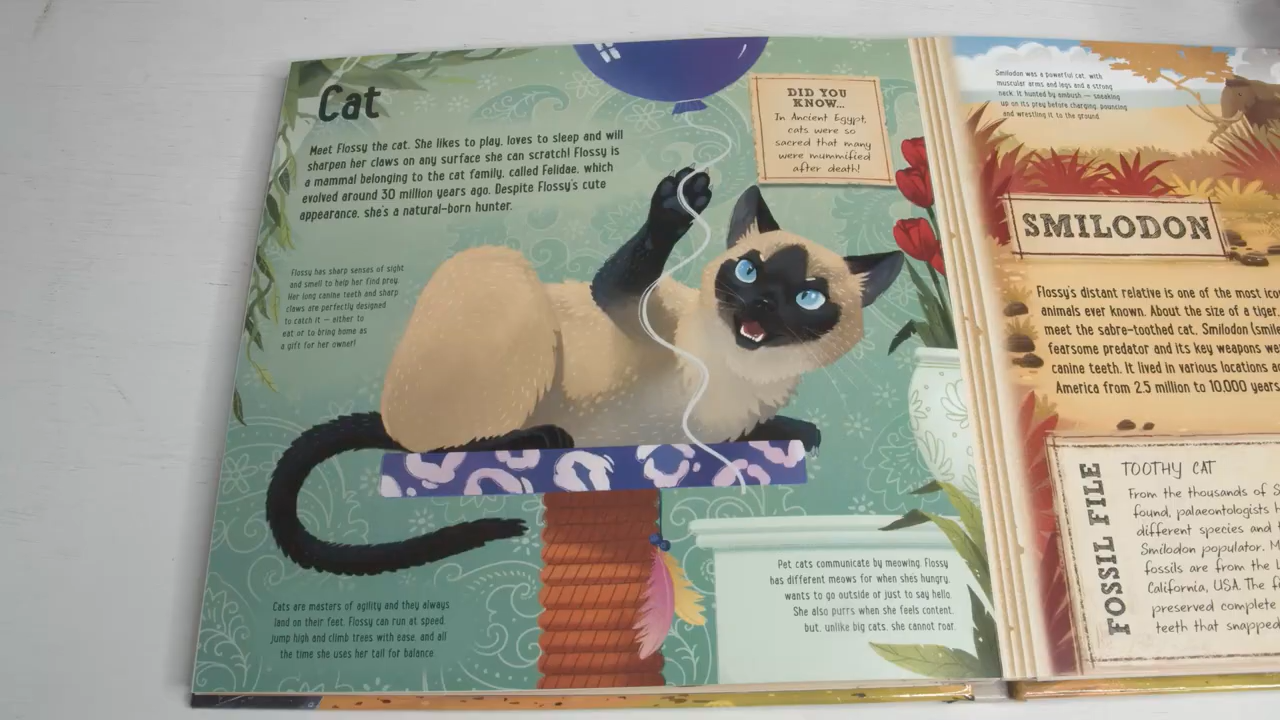 Cat
Meet Flossy the cat. She likes to play, loves to sleep and will
sharpen her claws on any surface she can scratch! Flossy is
a mammal belonging to the cat family, called Felidae, which
evolved around 30 million years ago. Despite Flossy's cute
appearance, she's a natural-born hunter.
DID YOU
KNOW...
In Ancient Egypt,
cats were so
sacred that many
were mummified
after death!
Flossy has sharp senses of sight
and smell to help her find prey.
Her long canine teeth and sharp
claws are perfectly designed
to catch it — either to
eat or to bring home as
a gift for her owner!
Cats are masters of agility and they always
land on their feet. Flossy can run at speed,
jump high and climb trees with ease, and all
the time she uses her tail for balance.
Pet cats communicate by meowing. Flossy
has different meows for when she's hungry,
wants to go outside or just to say hello.
She also purrs when she feels content,
but, unlike big cats, she cannot roar.
Smilodon was a powerful cat, with
muscular arms and legs and a strong
neck. It hunted by ambush — sneaking
up on its prey before charging, pouncing
and wrestling it to the ground.
SMILODON
Flossy's distant relative is one of the most
animals ever known. About the size of a tiger,
meet the sabre-toothed cat, Smilodon
fearsome predator and its key weapons
canine teeth. It lived in various locations
America from 2.5 million to 10,000 years
FOSSIL FILE
TOOTHY CAT
From the thousands of
found, palaeontologists
different species and
Smilodon populator.
fossils are from the
California, USA. The
preserved complete
teeth that snapped